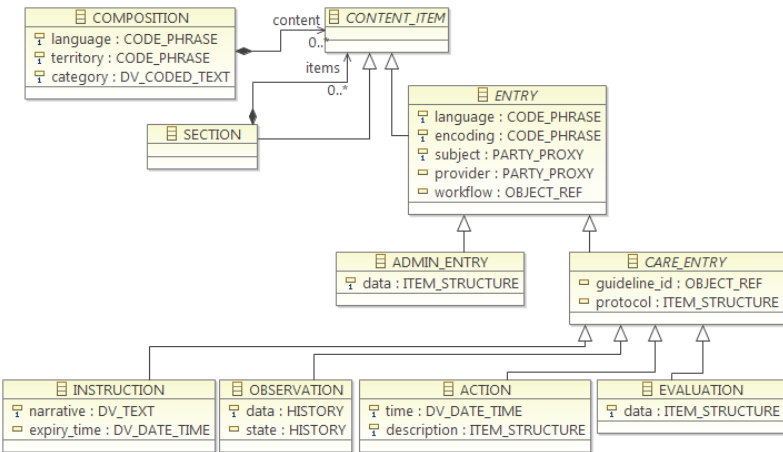 COMPOSITION
language : CODE_PHRASE
territory : CODE_PHRASE
category : DV_CODED_TEXT
content
0..*
CONTENT_ITEM
items
0..*
SECTION
ENTRY
language : CODE_PHRASE
encoding : CODE_PHRASE
subject : PARTY_PROXY
provider : PARTY_PROXY
workflow : OBJECT_REF
ADMIN_ENTRY
data : ITEM_STRUCTURE
CARE_ENTRY
guideline_id : OBJECT_REF
protocol : ITEM_STRUCTURE
INSTRUCTION
narrative : DV_TEXT
expiry_time : DV_DATE_TIME
OBSERVATION
data : HISTORY
state : HISTORY
ACTION
time : DV_DATE_TIME
description : ITEM_STRUCTURE
EVALUATION
data : ITEM_STRUCTURE